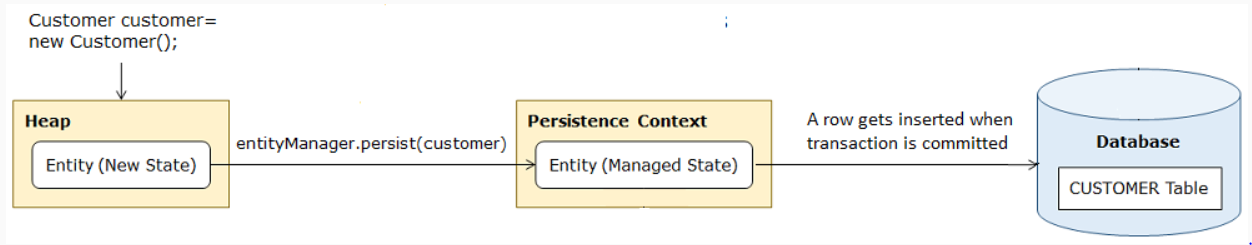 Customer customer=
new Customer();
;
Heap
Entity (New State)
entityManager.persist(customer)
Persistence Context
Entity (Managed State)
A row gets inserted when
transaction is committed
Database
CUSTOMER Table